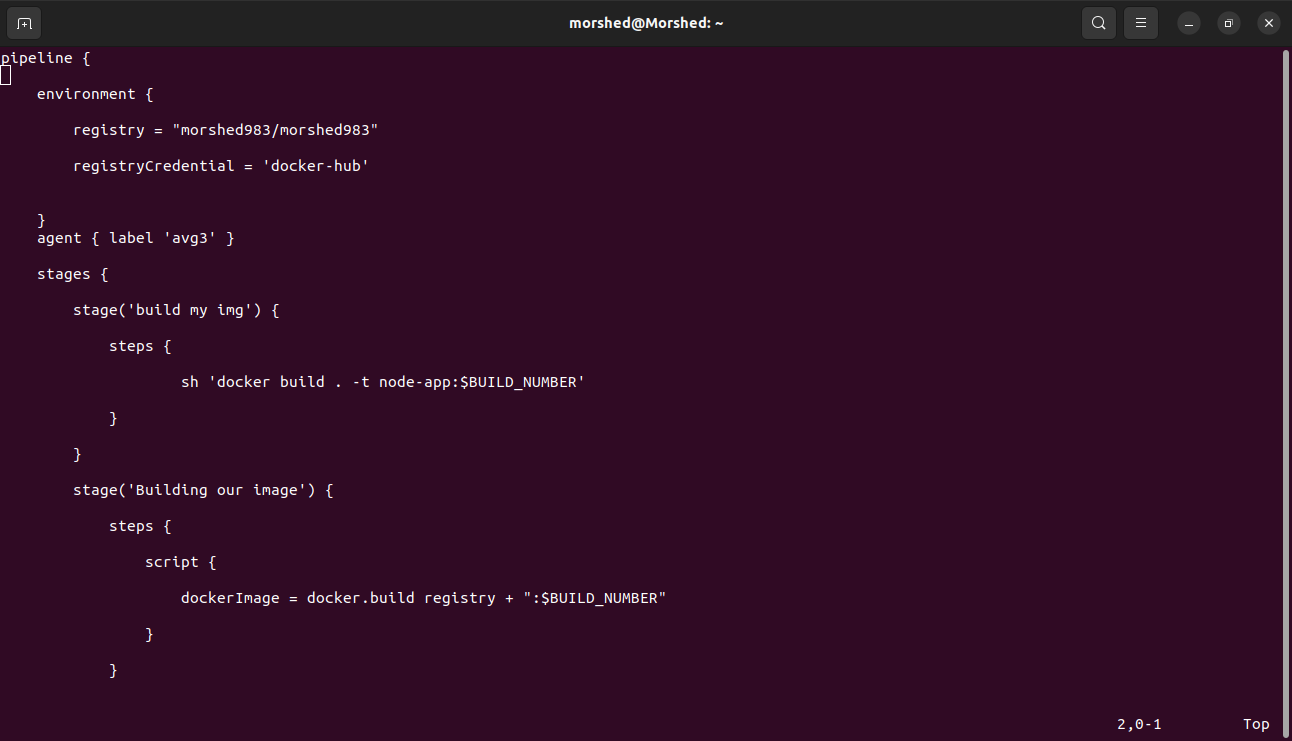 morshed@Morshed: ~
pipeline {
environment {
registry = "morshed983/morshed983"
registryCredential = 'docker-hub'
}
agent { label 'avg3' }
stages {
stage('build my img') {
steps {
sh 'docker build . -t node-app:$BUILD_NUMBER'
}
}
stage('Building our image') {
steps {
script {
dockerImage = docker.build registry + ":$BUILD_NUMBER"
}
}
2,0-1 Top